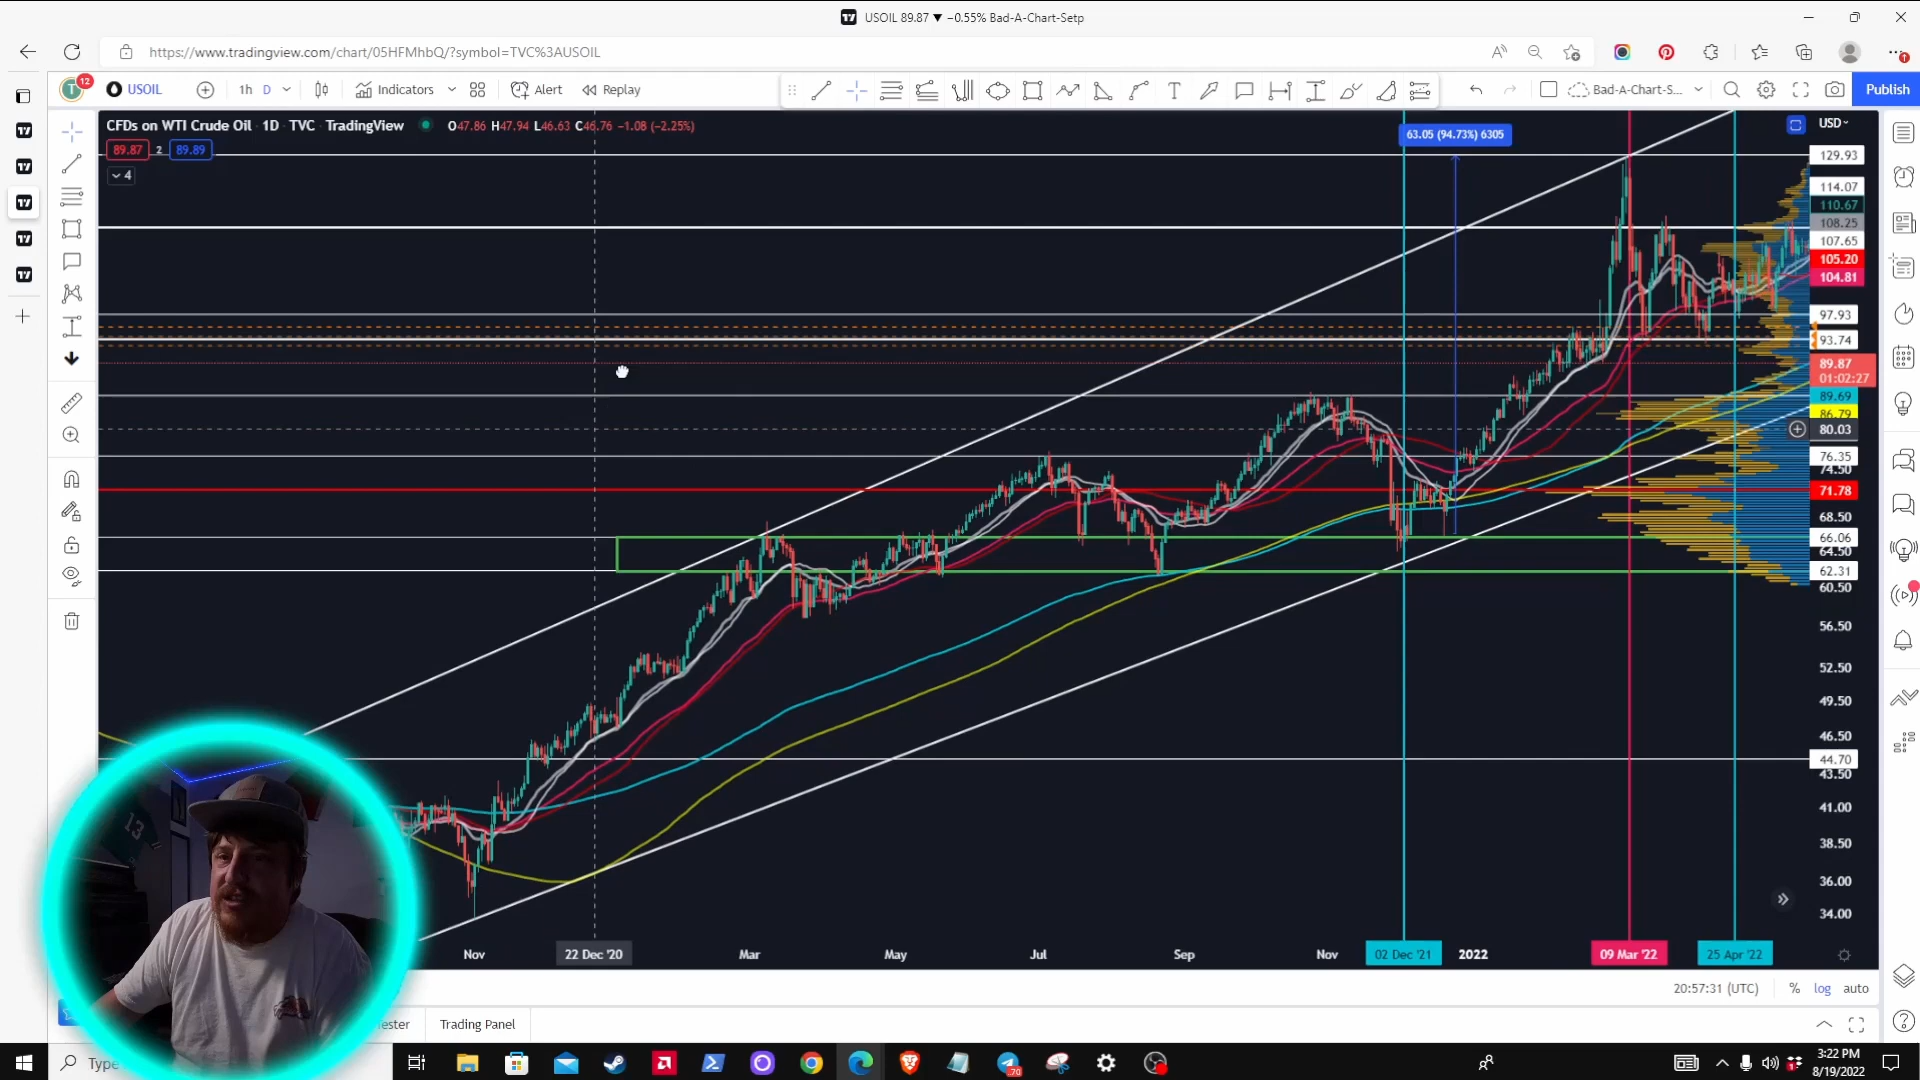 USOIL 89.87 ▼ −0.55% Bad-A-Chart-Setp
https://www.tradingview.com/chart/05HFMhbQ/?symbol=TVC%3AUSOIL
12
USOIL
1h
D
Indicators
Alert
Replay
Bad-A-Chart-S...
Publish
CFDs on WTI Crude Oil · 1D · TVC · TradingView
O47.86 H47.94 L46.63 C46.76 −1.08 (−2.25%)
89.87
2
89.89
4
63.05 (94.73%) 6305
USD
129.93
114.07
110.67
108.25
107.65
105.20
104.81
97.93
93.74
89.87
01:02:27
89.69
86.79
80.03
76.35
74.50
71.78
68.50
66.06
64.50
62.31
60.50
56.50
52.50
49.50
46.50
44.70
43.50
41.00
38.50
36.00
34.00
13
Nov
22 Dec '20
Mar
May
Jul
Sep
Nov
02 Dec '21
2022
09 Mar '22
25 Apr '22
20:57:31 (UTC)
%
log
auto
ester
Trading Panel
Type
70
3:22 PM
8/19/2022